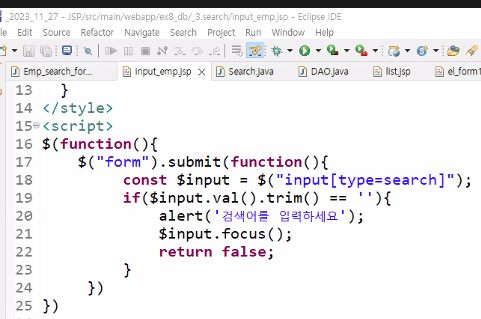 _2023_11_27 - JSP/src/main/webapp/ex8_db/_3.search/input_emp.jsp - Eclipse IDE
File Edit Source Refactor Navigate Search Project Run Window Help
Emp_search_for... input_emp.jsp Search.java DAO.java list.jsp el_form1
13 }
14 </style>
15 <script>
16 $(function(){
17 $("form").submit(function(){
18 const $input = $("input[type=search]");
19 if($input.val().trim() == ''){
20 alert('검색어를 입력하세요');
21 $input.focus();
22 return false;
23 }
24 })
25 })